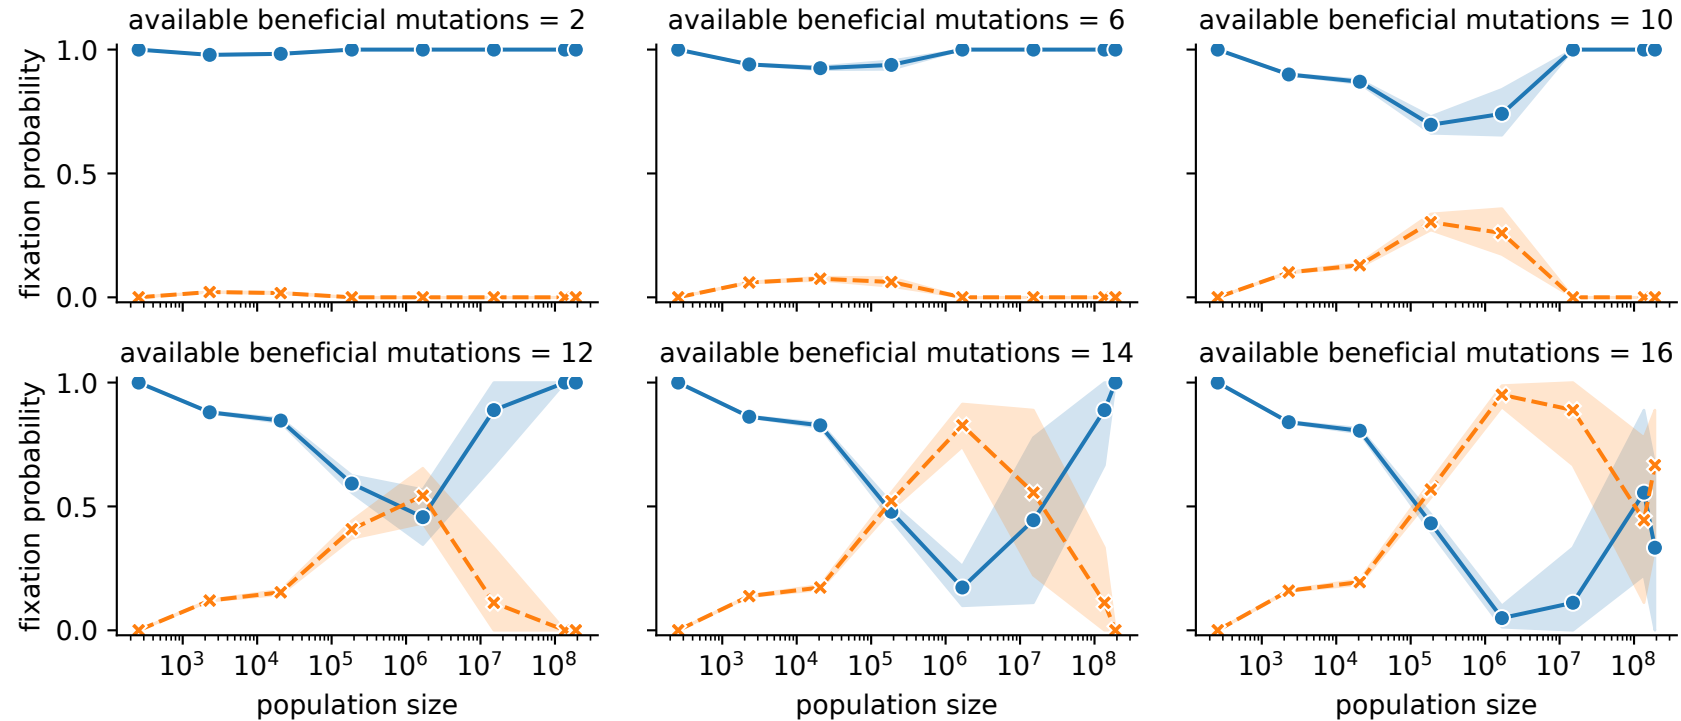 available beneficial mutations = 2
available beneficial mutations = 6
available beneficial mutations = 10
fixation probability
1.0
0.5
0.0
available beneficial mutations = 12
available beneficial mutations = 14
available beneficial mutations = 16
fixation probability
1.0
0.5
0.0
10³ 10⁴ 10⁵ 10⁶ 10⁷ 10⁸
10³ 10⁴ 10⁵ 10⁶ 10⁷ 10⁸
10³ 10⁴ 10⁵ 10⁶ 10⁷ 10⁸
population size
population size
population size